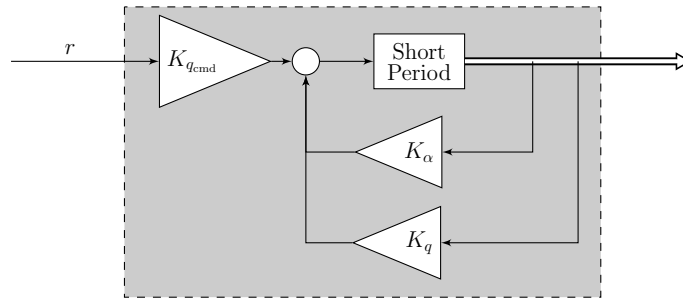 r
K_{q_{cmd}}
Short
Period
K_α
K_q